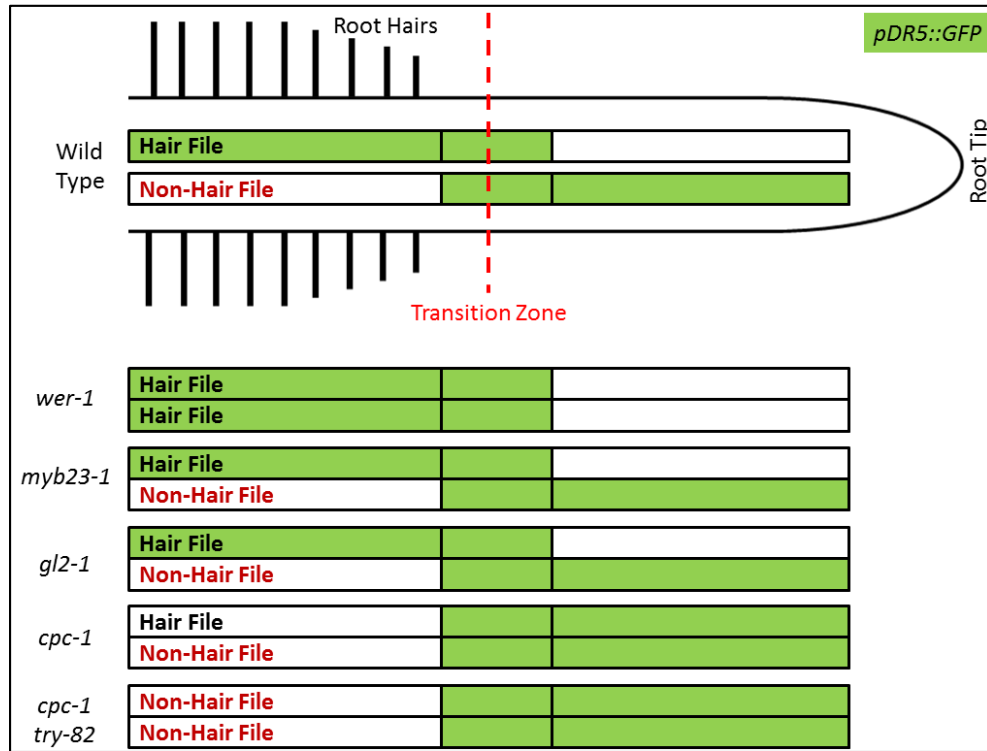 Root Hairs
pDR5::GFP
Wild
Type
Hair File
Non-Hair File
Root Tip
Transition Zone
wer-1
Hair File
Hair File
myb23-1
Hair File
Non-Hair File
gl2-1
Hair File
Non-Hair File
cpc-1
Hair File
Non-Hair File
cpc-1
try-82
Non-Hair File
Non-Hair File